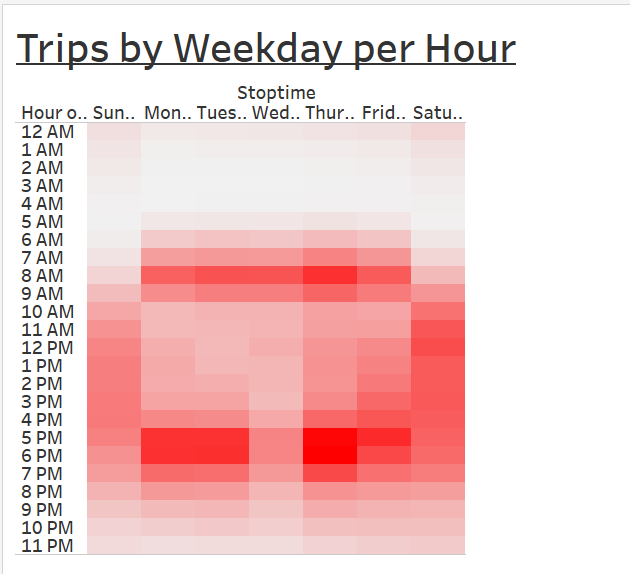 Trips by Weekday per Hour
Stoptime
Hour o.. Sun.. Mon.. Tues.. Wed.. Thur.. Frid.. Satu..
12 AM
1 AM
2 AM
3 AM
4 AM
5 AM
6 AM
7 AM
8 AM
9 AM
10 AM
11 AM
12 PM
1 PM
2 PM
3 PM
4 PM
5 PM
6 PM
7 PM
8 PM
9 PM
10 PM
11 PM